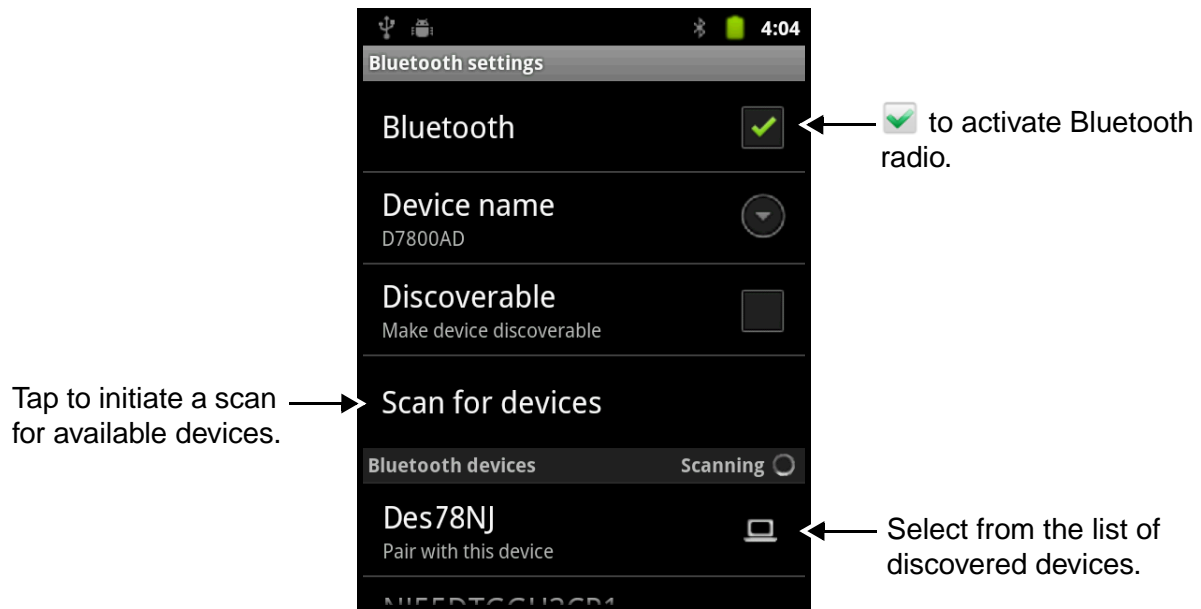 4:04
Bluetooth settings
Bluetooth
to activate Bluetooth
radio.
Device name
D7800AD
Discoverable
Make device discoverable
Tap to initiate a scan
for available devices.
Scan for devices
Bluetooth devices
Scanning
Des78NJ
Pair with this device
Select from the list of
discovered devices.